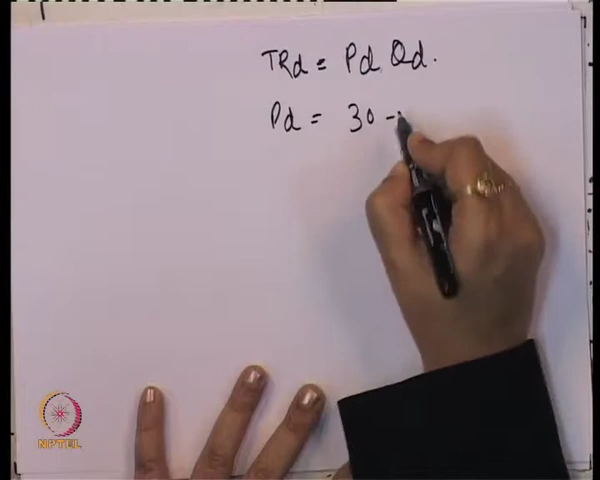 TRd = Pd. Qd.
Pd = 30 -
NPTEL